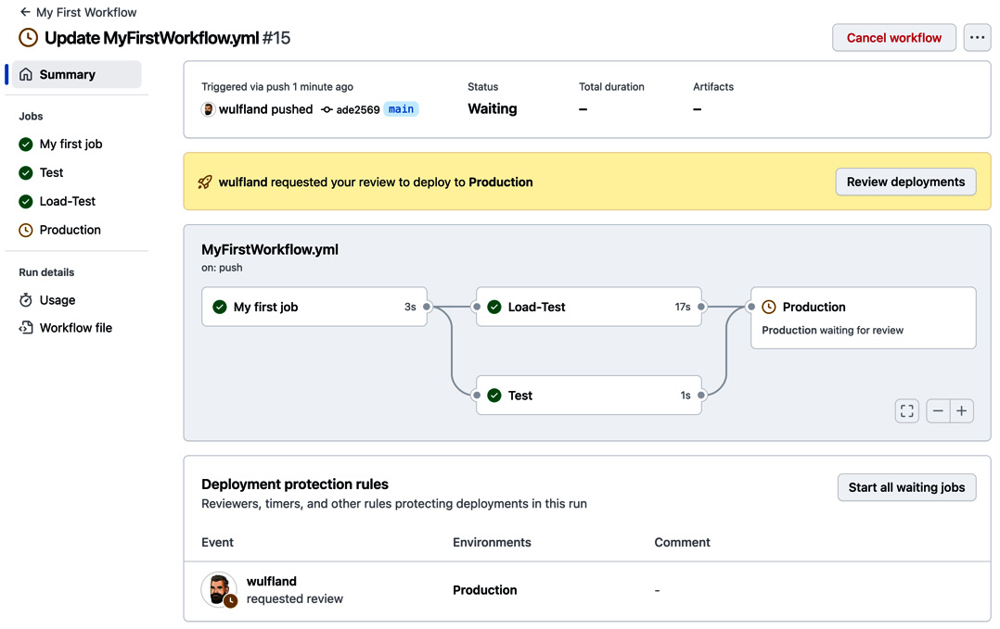 ← My First Workflow
Update MyFirstWorkflow.yml #15
Cancel workflow
Summary
Jobs
My first job
Test
Load-Test
Production
Run details
Usage
Workflow file
Triggered via push 1 minute ago
wulfland pushed ade2569 main
Status
Waiting
Total duration
–
Artifacts
–
wulfland requested your review to deploy to Production
Review deployments
MyFirstWorkflow.yml
on: push
My first job 3s
Load-Test 17s
Production
Production waiting for review
Test 1s
Deployment protection rules
Reviewers, timers, and other rules protecting deployments in this run
Start all waiting jobs
Event Environments Comment
wulfland
requested review
Production
-